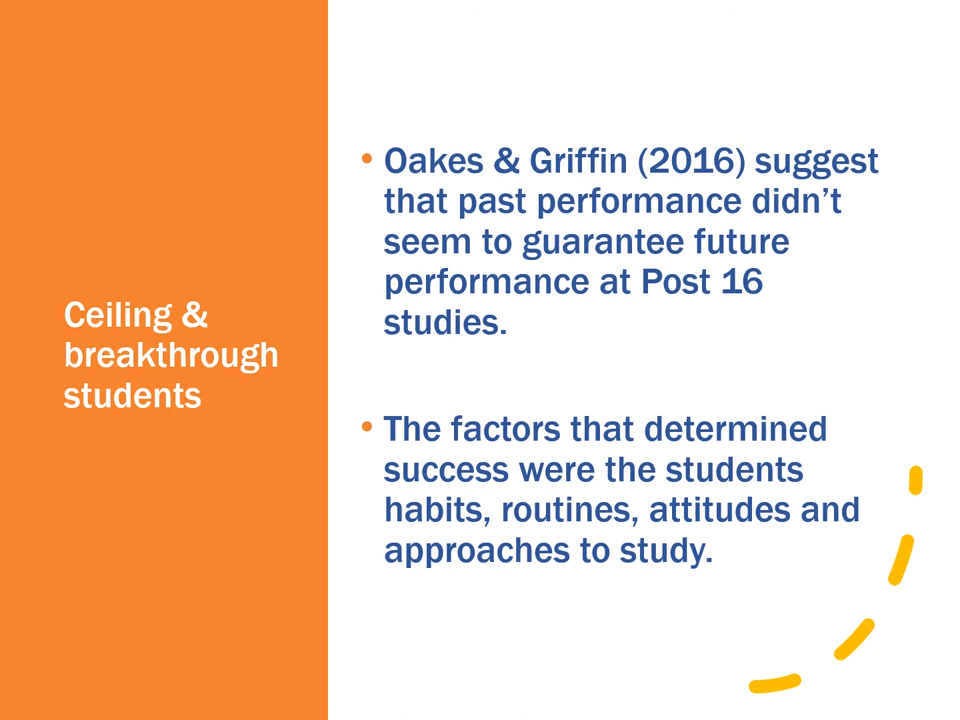 Ceiling &
breakthrough
students
• Oakes & Griffin (2016) suggest
that past performance didn’t
seem to guarantee future
performance at Post 16
studies.
• The factors that determined
success were the students
habits, routines, attitudes and
approaches to study.